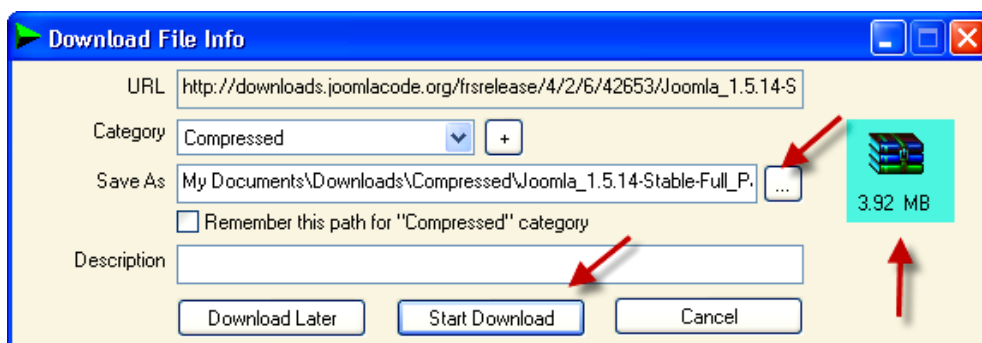 Download File Info
URL http://downloads.joomlacode.org/frsrelease/4/2/6/42653/Joomla_1.5.14-S
Category Compressed +
Save As My Documents\Downloads\Compressed\Joomla_1.5.14-Stable-Full_P ...
3.92 MB
Remember this path for "Compressed" category
Description
Download Later Start Download Cancel